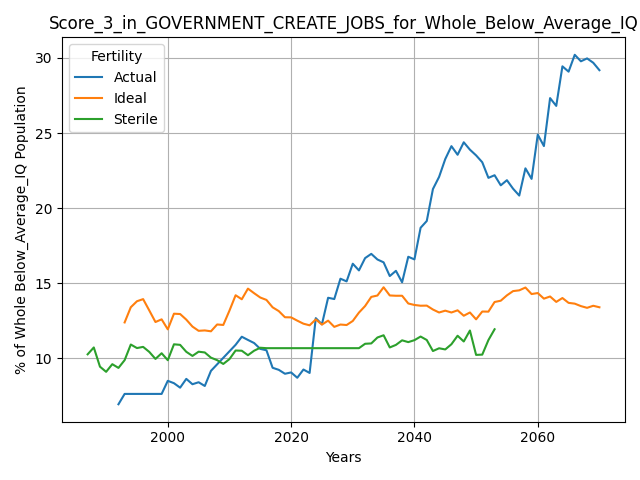 Score_3_in_GOVERNMENT_CREATE_JOBS_for_Whole_Below_Average_IQ
Fertility
Actual
Ideal
Sterile
% of Whole Below_Average_IQ Population
30
25
20
15
10
2000
2020
2040
2060
Years